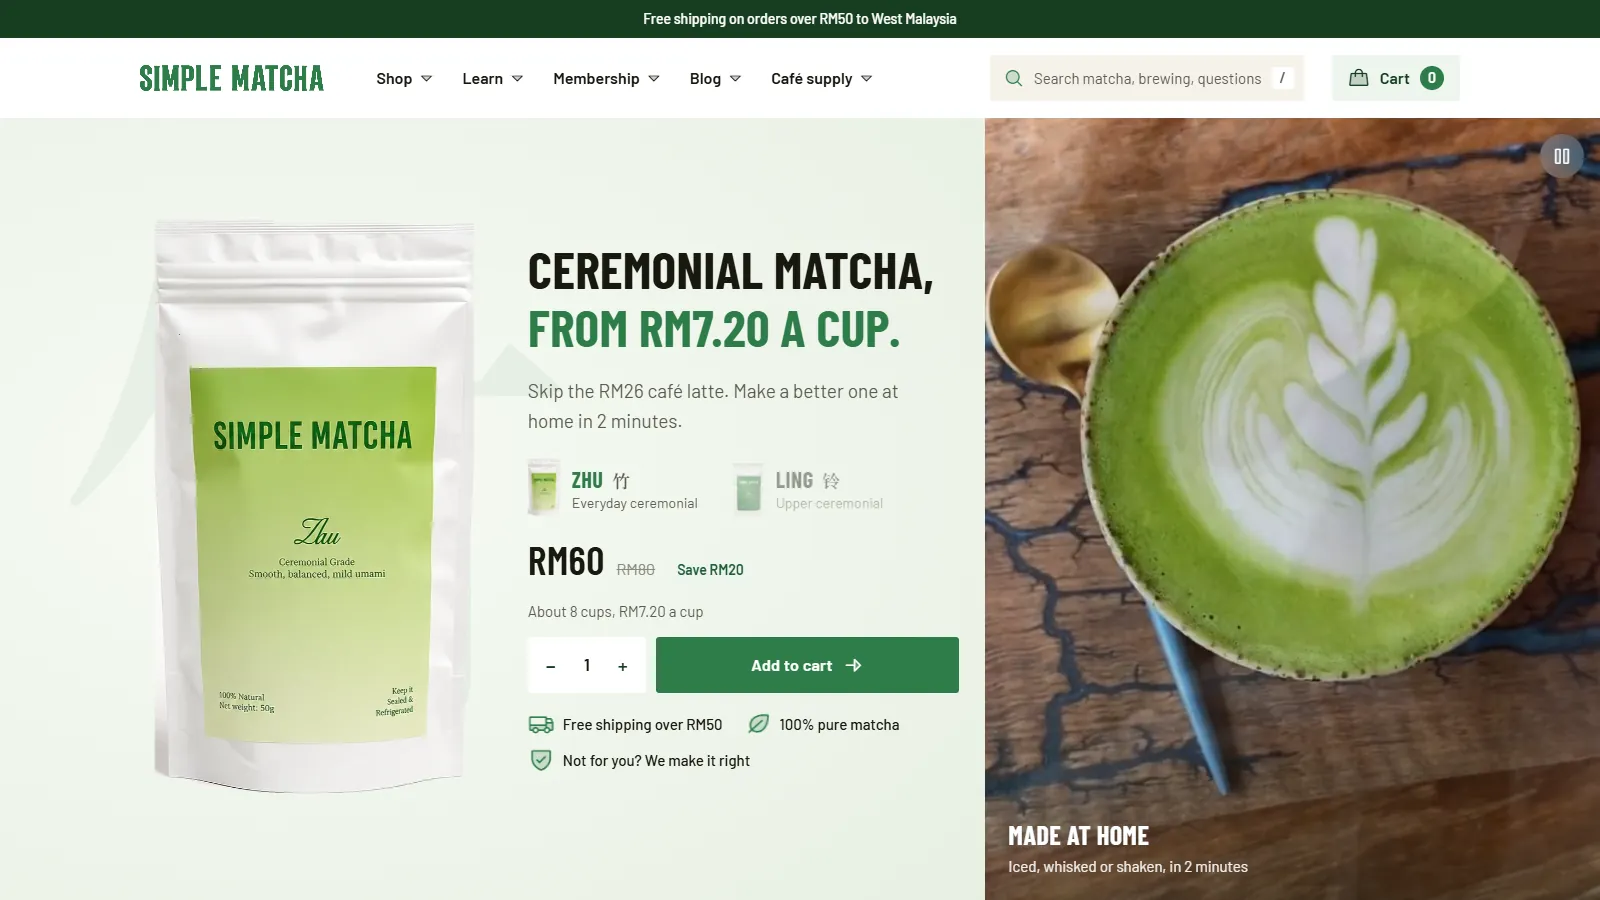 Free shipping on orders over RM50 to West Malaysia
SIMPLE MATCHA
Shop
Learn
Membership
Blog
Café supply
Search matcha, brewing, questions
/
Cart
0
SIMPLE MATCHA
Zhu
Ceremonial Grade
Smooth, balanced, mild umami
100% Natural
Net weight: 50g
Keep it
Sealed &
Refrigerated
CEREMONIAL MATCHA,
FROM RM7.20 A CUP.
Skip the RM26 café latte. Make a better one at
home in 2 minutes.
ZHU 竹
Everyday ceremonial
LING 铃
Upper ceremonial
RM60 RM80 Save RM20
About 8 cups, RM7.20 a cup
− 1 +
Add to cart
Free shipping over RM50
100% pure matcha
Not for you? We make it right
MADE AT HOME
Iced, whisked or shaken, in 2 minutes